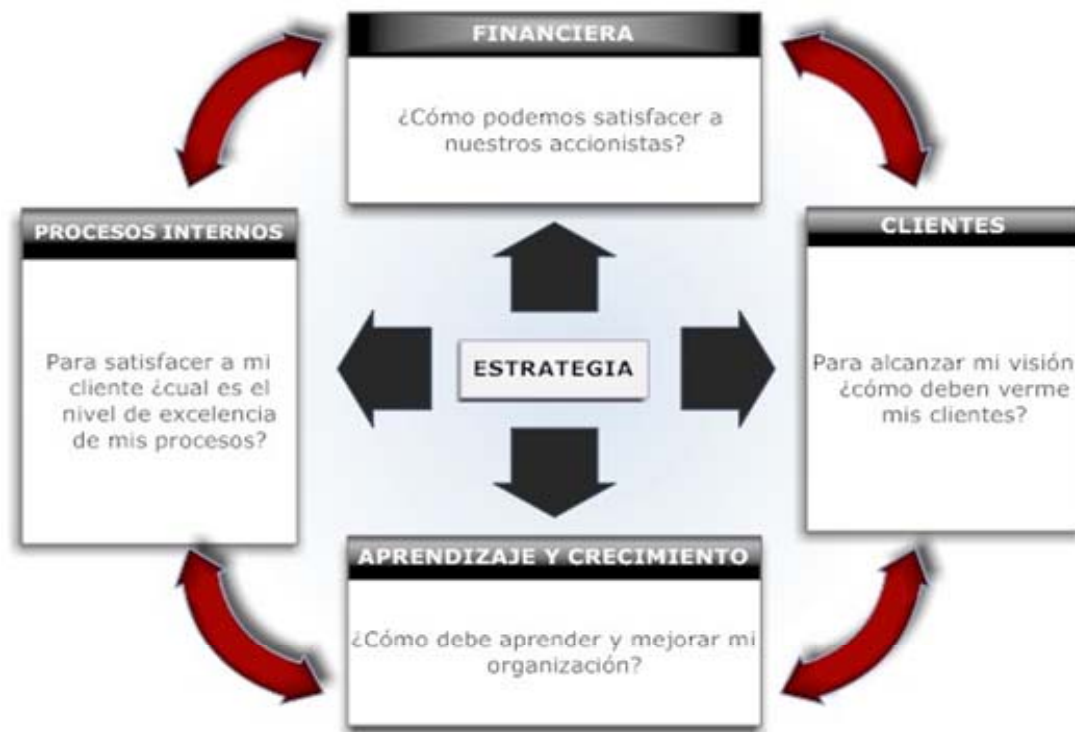 FINANCIERA
¿Cómo podemos satisfacer a
nuestros accionistas?
PROCESOS INTERNOS
Para satisfacer a mi
cliente ¿cual es el
nivel de excelencia
de mis procesos?
ESTRATEGIA
CLIENTES
Para alcanzar mi visión
¿cómo deben verme
mis clientes?
APRENDIZAJE Y CRECIMIENTO
¿Cómo debe aprender y mejorar mi
organización?